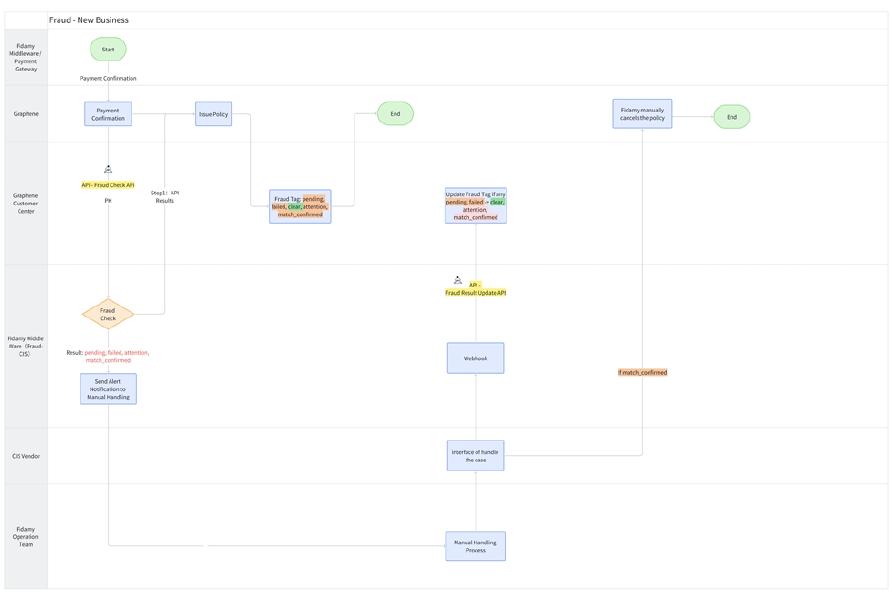 Fraud - New Business
Fidamy
Middleware/
Payment
Gateway
Start
Payment Confirmation
Graphene
Payment
Confirmation
Issue Policy
End
Fidamy manually
cancels the policy
End
Graphene
Customer
Center
API - Fraud Check API
PH
Step1: API
Results
Fraud Tag: pending,
failed, clear, attention,
match_confirmed
Update Fraud Tag if any
pending, failed -> clear,
attention,
match_confirmed
Fidamy Middle
Ware (Fraud-
CIS)
Fraud
Check
API -
Fraud Result Update API
Result: pending, failed, attention,
match_confirmed
Send Alert
Notification to
Manual Handling
Webhook
If match_confirmed
CIS Vendor
Interface of handle
the case
Fidamy
Operation
Team
Manual Handling
Process